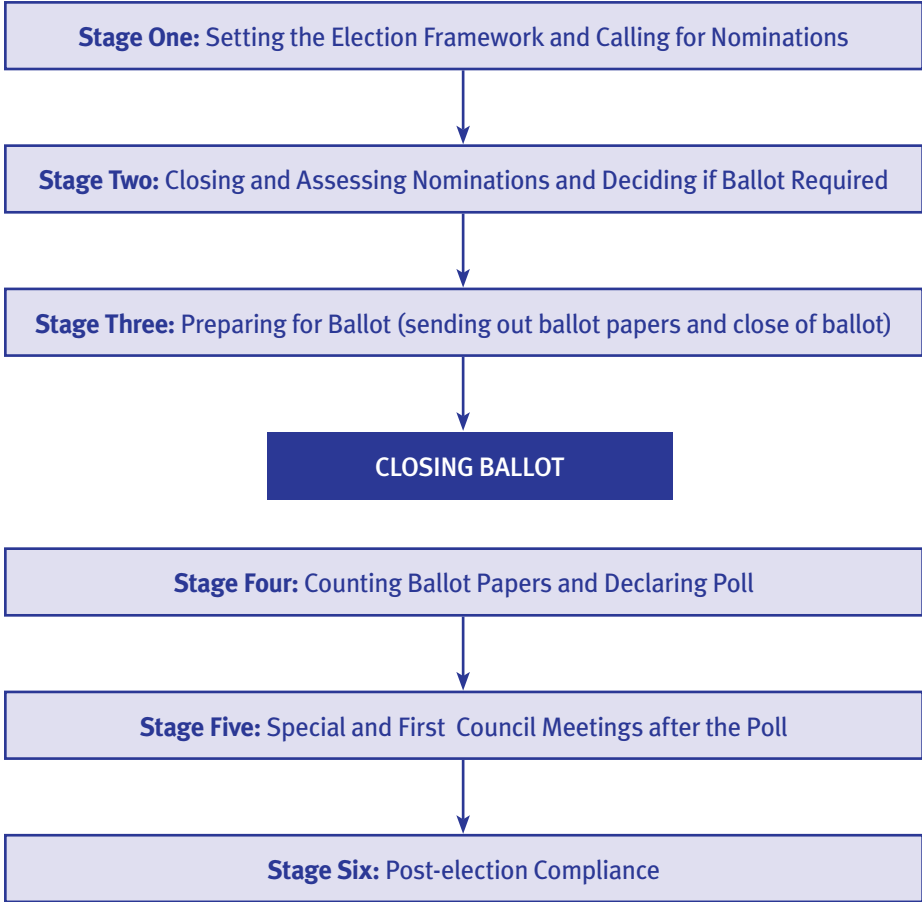 Stage One: Setting the Election Framework and Calling for Nominations
Stage Two: Closing and Assessing Nominations and Deciding if Ballot Required
Stage Three: Preparing for Ballot (sending out ballot papers and close of ballot)
CLOSING BALLOT
Stage Four: Counting Ballot Papers and Declaring Poll
Stage Five: Special and First Council Meetings after the Poll
Stage Six: Post-election Compliance